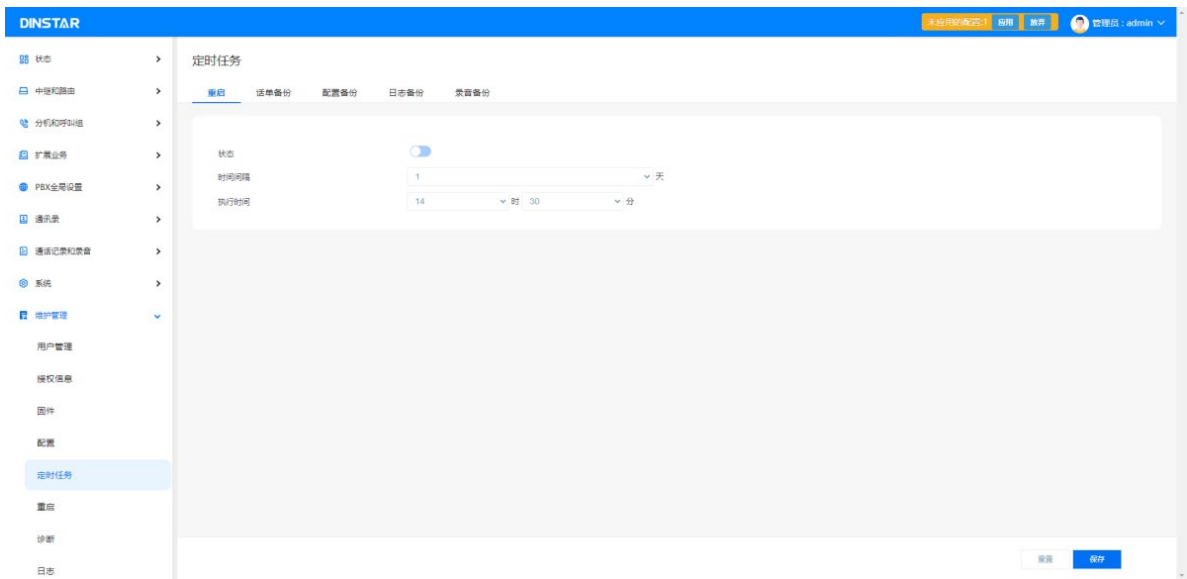 DINSTAR
未应用的配置:1 应用 放弃 管理员 : admin
状态
中继和路由
分机和呼叫组
扩展业务
PBX全局设置
通讯录
通话记录和录音
系统
维护管理
用户管理
授权信息
固件
配置
定时任务
重启
诊断
日志
定时任务
重启 话单备份 配置备份 日志备份 录音备份
状态
时间间隔 1 天
执行时间 14 时 30 分
重置 保存